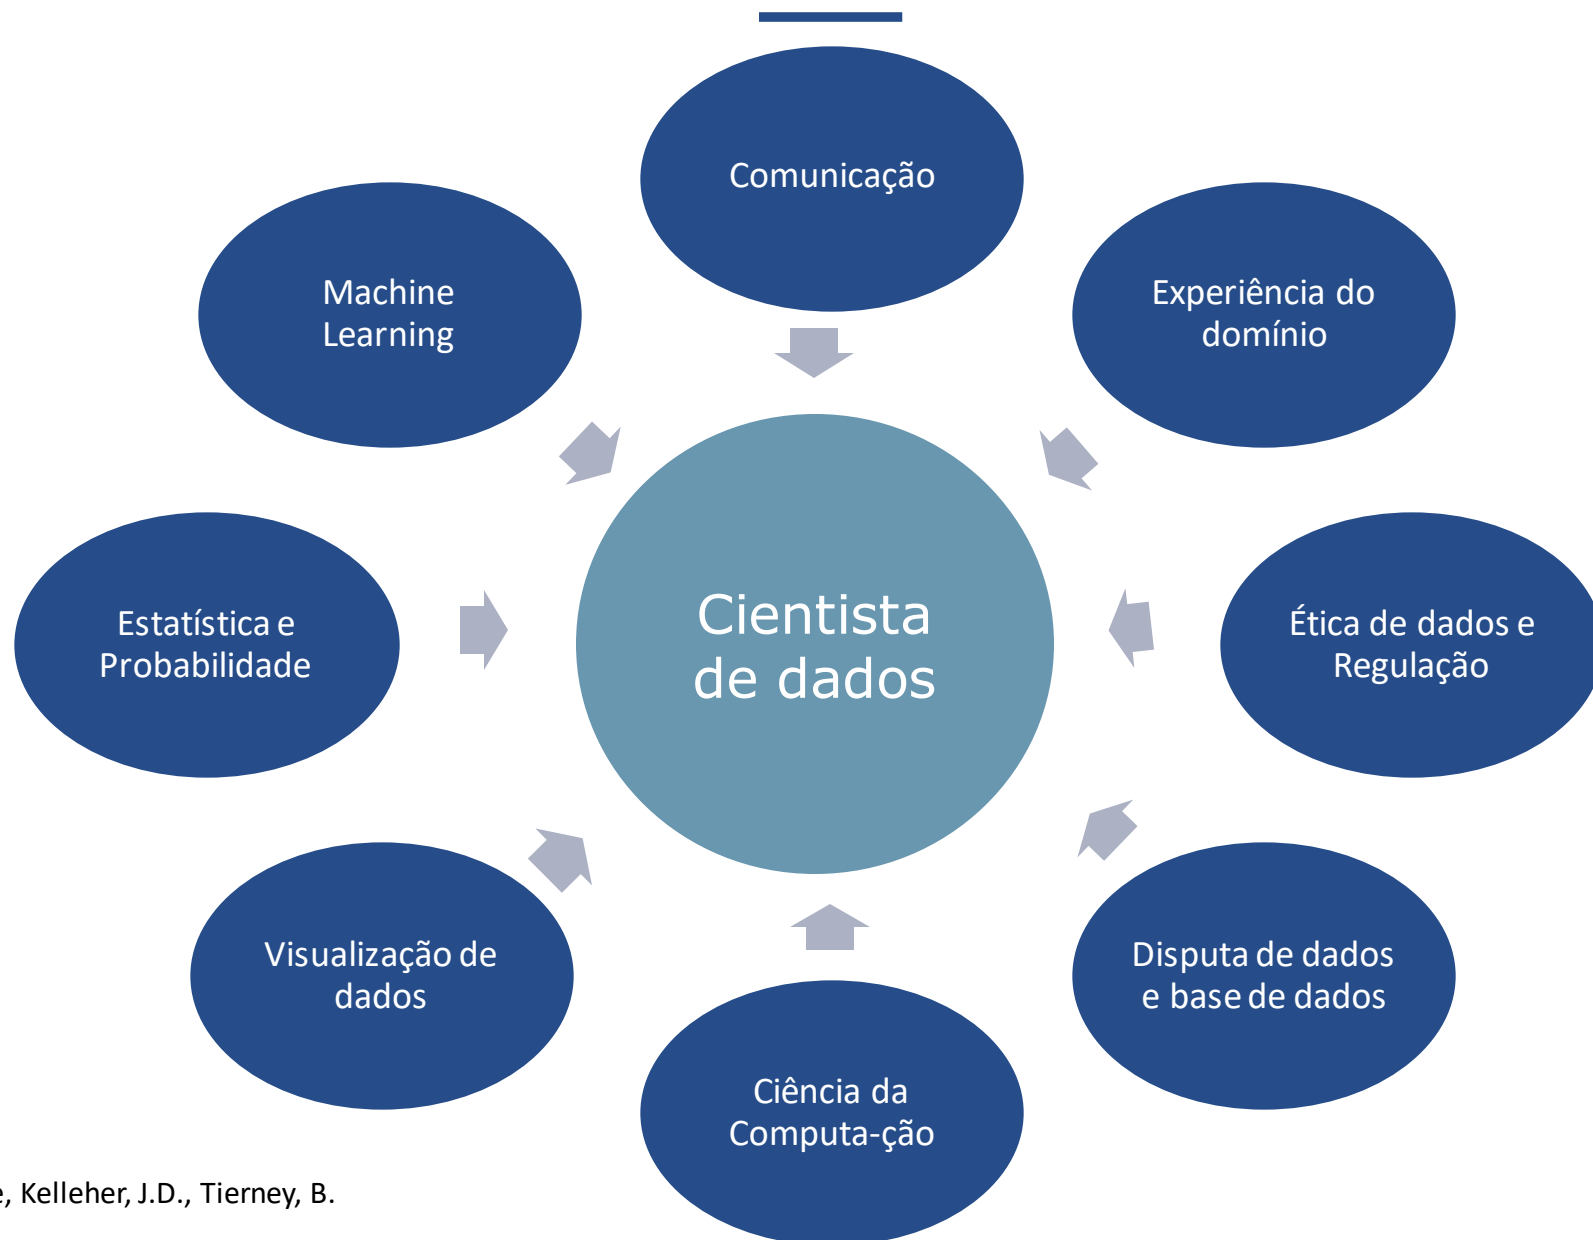 Comunicação
Experiência do
domínio
Ética de dados e
Regulação
Disputa de dados
e base de dados
Ciência da
Computa-ção
Visualização de
dados
Estatística e
Probabilidade
Machine
Learning
Cientista
de dados
, Kelleher, J.D., Tierney, B.